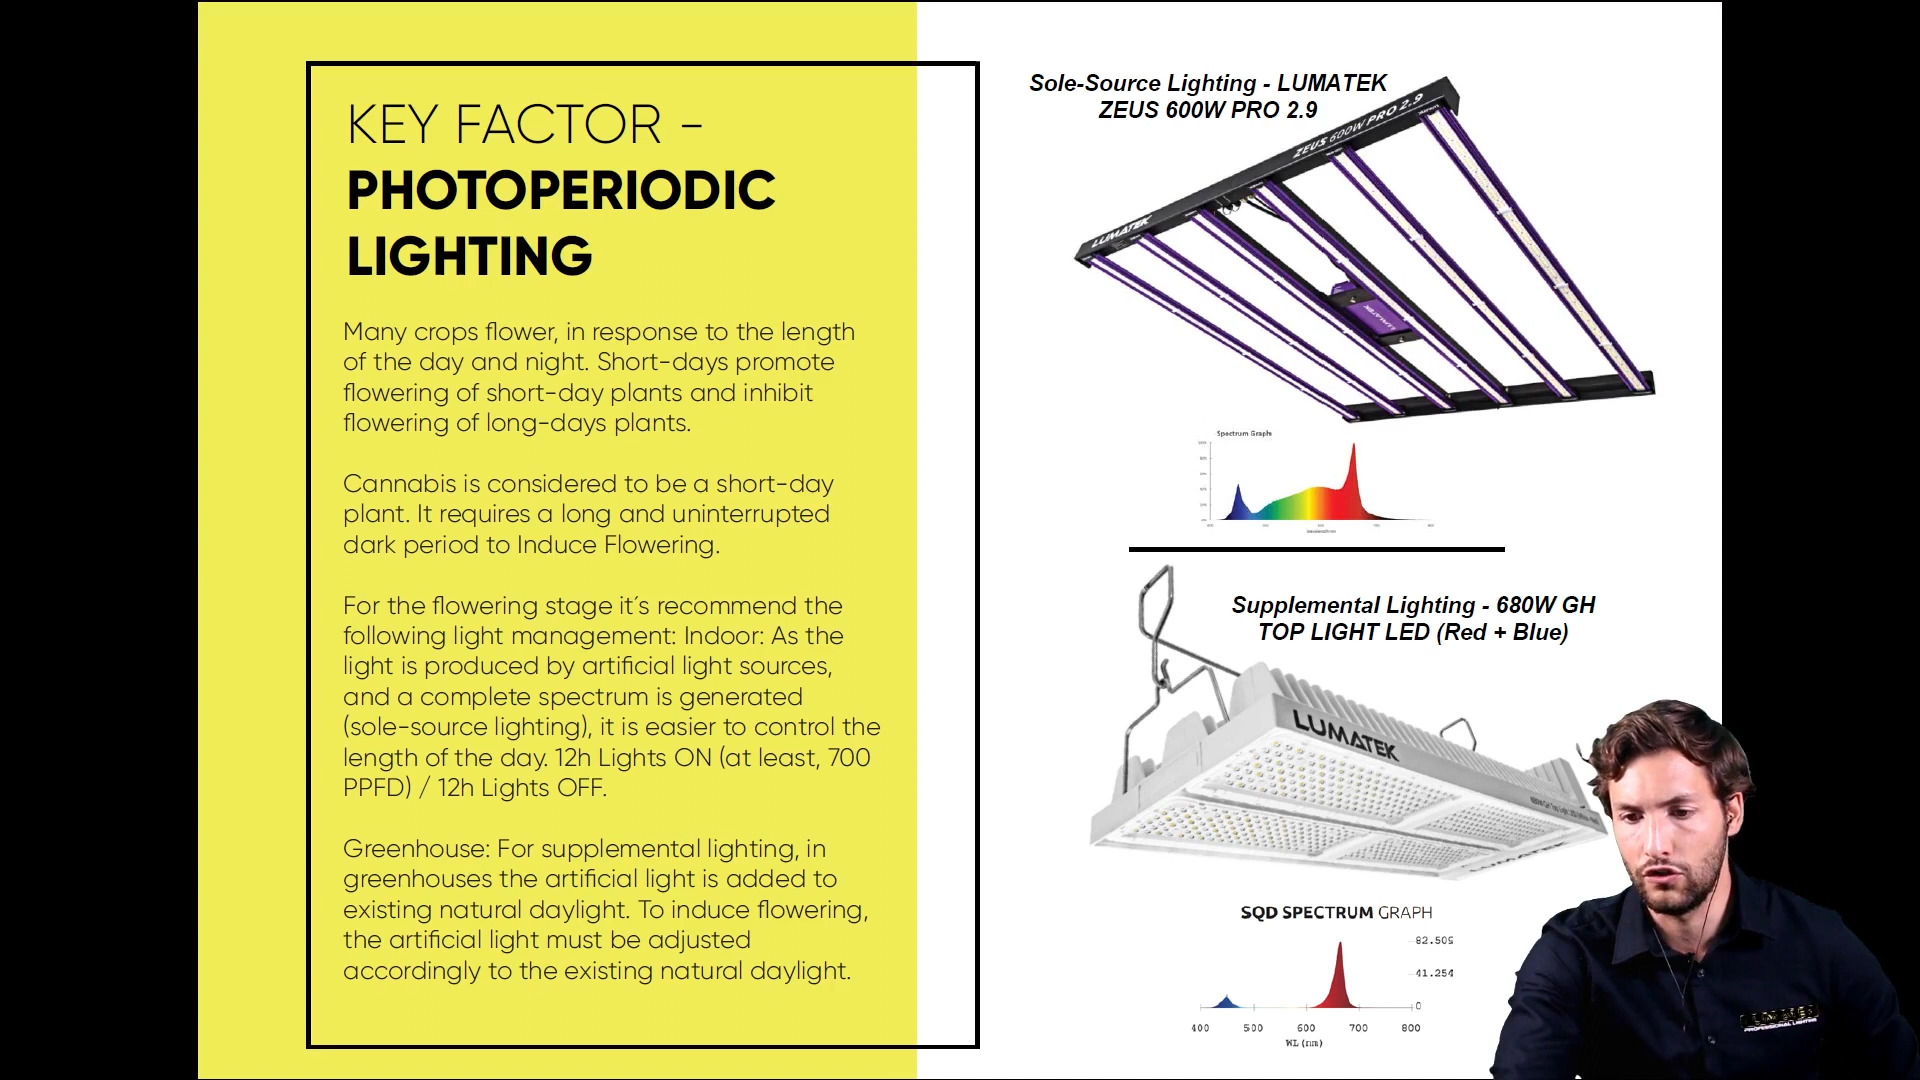 KEY FACTOR -
PHOTOPERIODIC
LIGHTING
Many crops flower, in response to the length
of the day and night. Short-days promote
flowering of short-day plants and inhibit
flowering of long-days plants.
Cannabis is considered to be a short-day
plant. It requires a long and uninterrupted
dark period to Induce Flowering.
For the flowering stage it´s recommend the
following light management: Indoor: As the
light is produced by artificial light sources,
and a complete spectrum is generated
(sole-source lighting), it is easier to control the
length of the day. 12h Lights ON (at least, 700
PPFD) / 12h Lights OFF.
Greenhouse: For supplemental lighting, in
greenhouses the artificial light is added to
existing natural daylight. To induce flowering,
the artificial light must be adjusted
accordingly to the existing natural daylight.
Sole-Source Lighting - LUMATEK
ZEUS 600W PRO 2.9
ZEUS 600W PRO 2.9
LUMATEK
LUMATEK
Spectrum Graph
Supplemental Lighting - 680W GH
TOP LIGHT LED (Red + Blue)
LUMATEK
LUMATEK
SQD SPECTRUM GRAPH
82.509
41.254
0
400 500 600 700 800
WL (nm)
LUMATEK
PROFESSIONAL LIGHTING